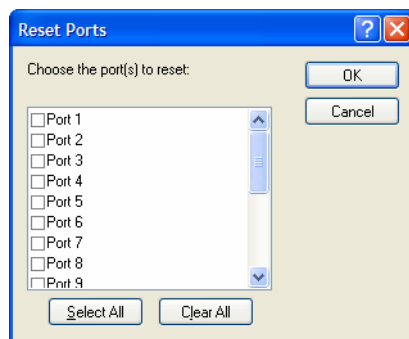 Reset Ports
Choose the port(s) to reset:
OK
Cancel
Port 1
Port 2
Port 3
Port 4
Port 5
Port 6
Port 7
Port 8
Port 9
Select All
Clear All